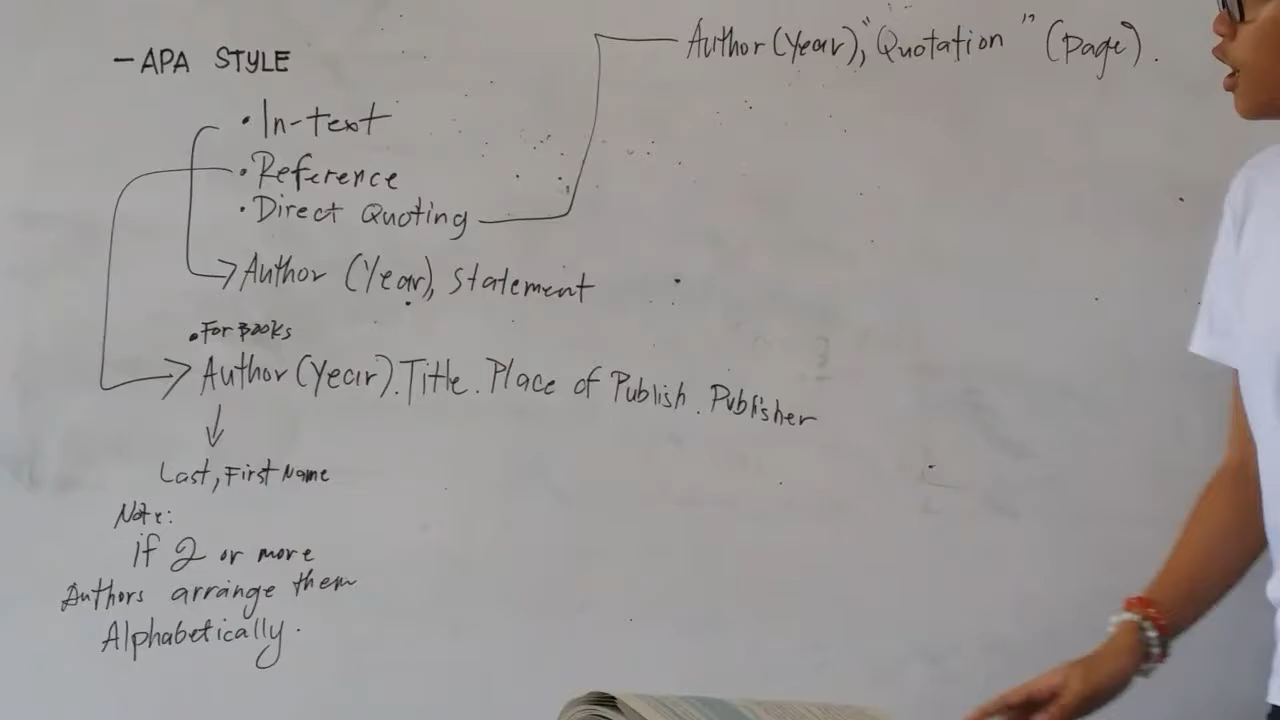 - APA STYLE
Author (Year), "Quotation" (page).
• In-text
• Reference
• Direct Quoting
Author (Year), Statement
• For Books
Author (Year). Title. Place of Publish. Publisher
Last, First Name
Note:
if 2 or more
Authors arrange them
Alphabetically.